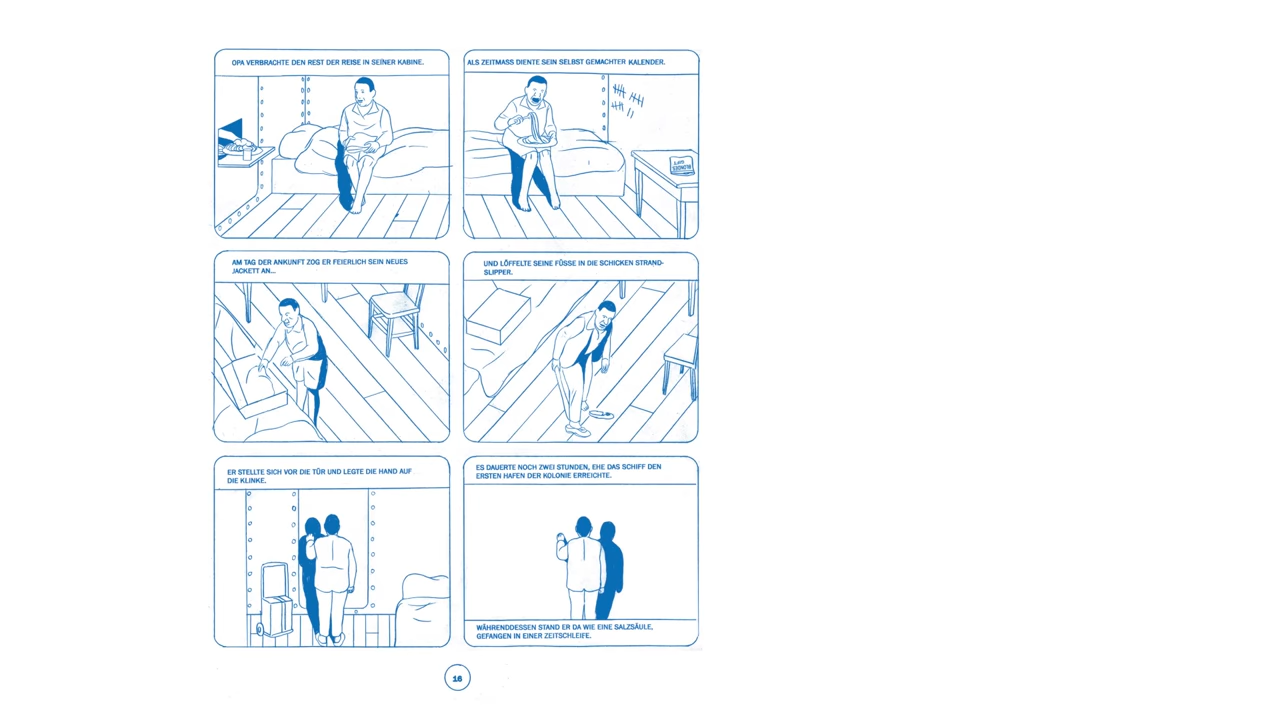 OPA VERBRACHTE DEN REST DER REISE IN SEINER KABINE.
ALS ZEITMASS DIENTE SEIN SELBST GEMACHTER KALENDER.
AM TAG DER ANKUNFT ZOG ER FEIERLICH SEIN NEUES
JACKETT AN...
UND LÖFFELTE SEINE FÜSSE IN DIE SCHICKEN STRAND-
SLIPPER.
ER STELLTE SICH VOR DIE TÜR UND LEGTE DIE HAND AUF
DIE KLINKE.
ES DAUERTE NOCH ZWEI STUNDEN, EHE DAS SCHIFF DEN
ERSTEN HAFEN DER KOLONIE ERREICHTE.
WÄHRENDDESSEN STAND ER DA WIE EINE SALZSÄULE,
GEFANGEN IN EINER ZEITSCHLEIFE.
16